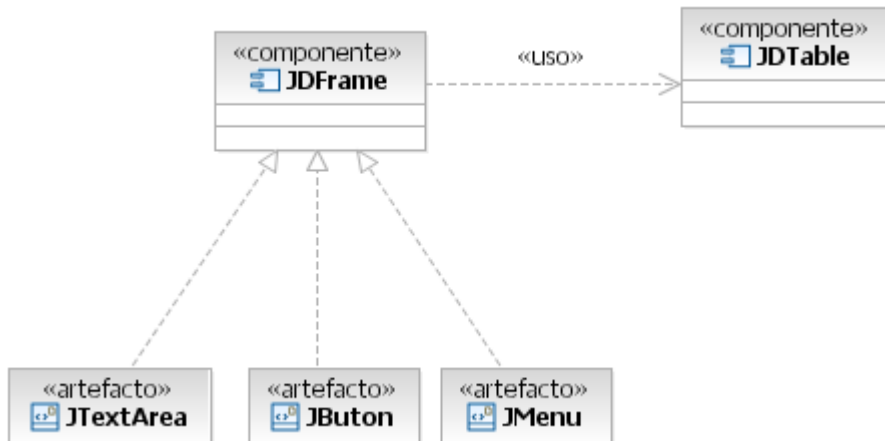 «componente»
JDFrame
«uso»
«componente»
JDTable
«artefacto»
JTextArea
«artefacto»
JButon
«artefacto»
JMenu